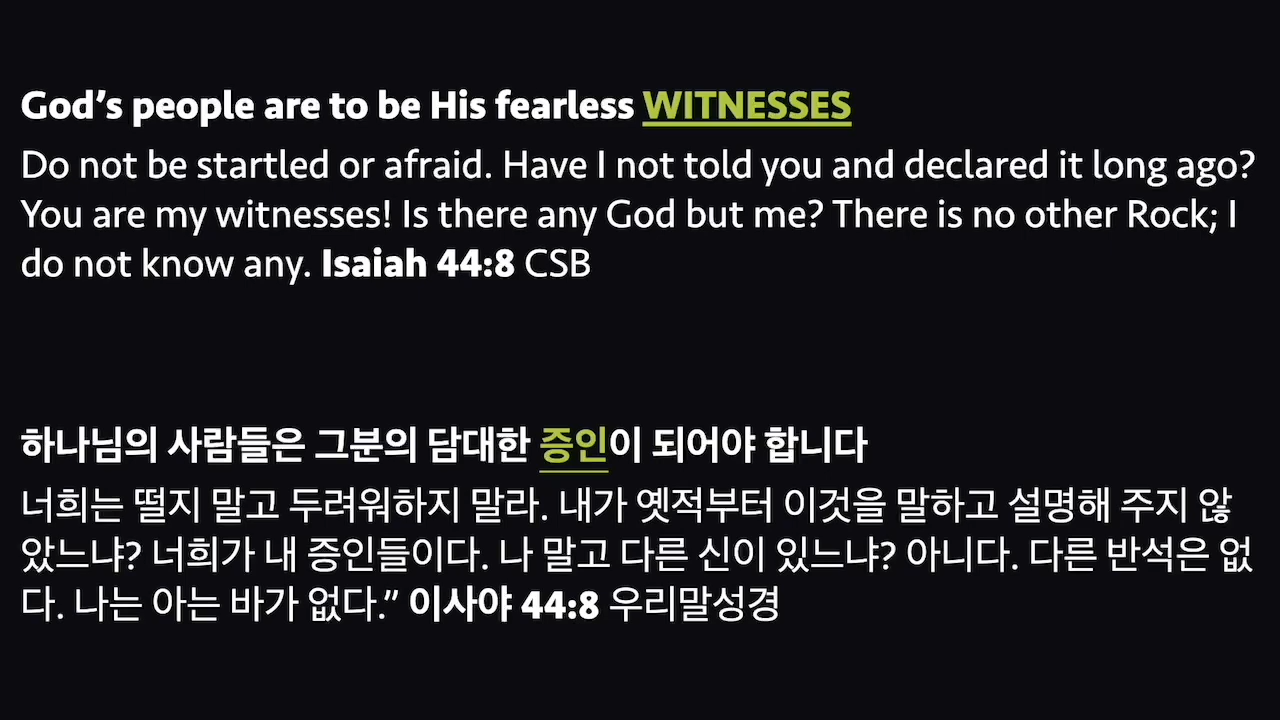 God’s people are to be His fearless WITNESSES
Do not be startled or afraid. Have I not told you and declared it long ago?
You are my witnesses! Is there any God but me? There is no other Rock; I
do not know any. Isaiah 44:8 CSB
하나님의 사람들은 그분의 담대한 증인이 되어야 합니다
너희는 떨지 말고 두려워하지 말라. 내가 옛적부터 이것을 말하고 설명해 주지 않
았느냐? 너희가 내 증인들이다. 나 말고 다른 신이 있느냐? 아니다. 다른 반석은 없
다. 나는 아는 바가 없다.” 이사야 44:8 우리말성경